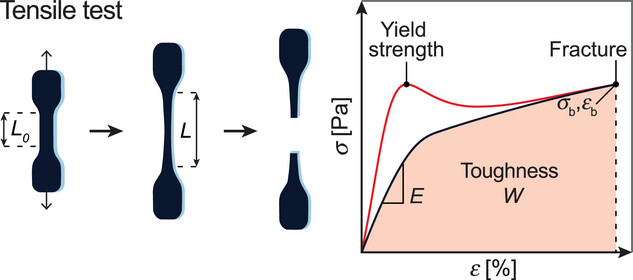 Tensile test
L₀
L
Yield
strength
Fracture
σb,εb
σ [Pa]
E
Toughness
W
ε [%]